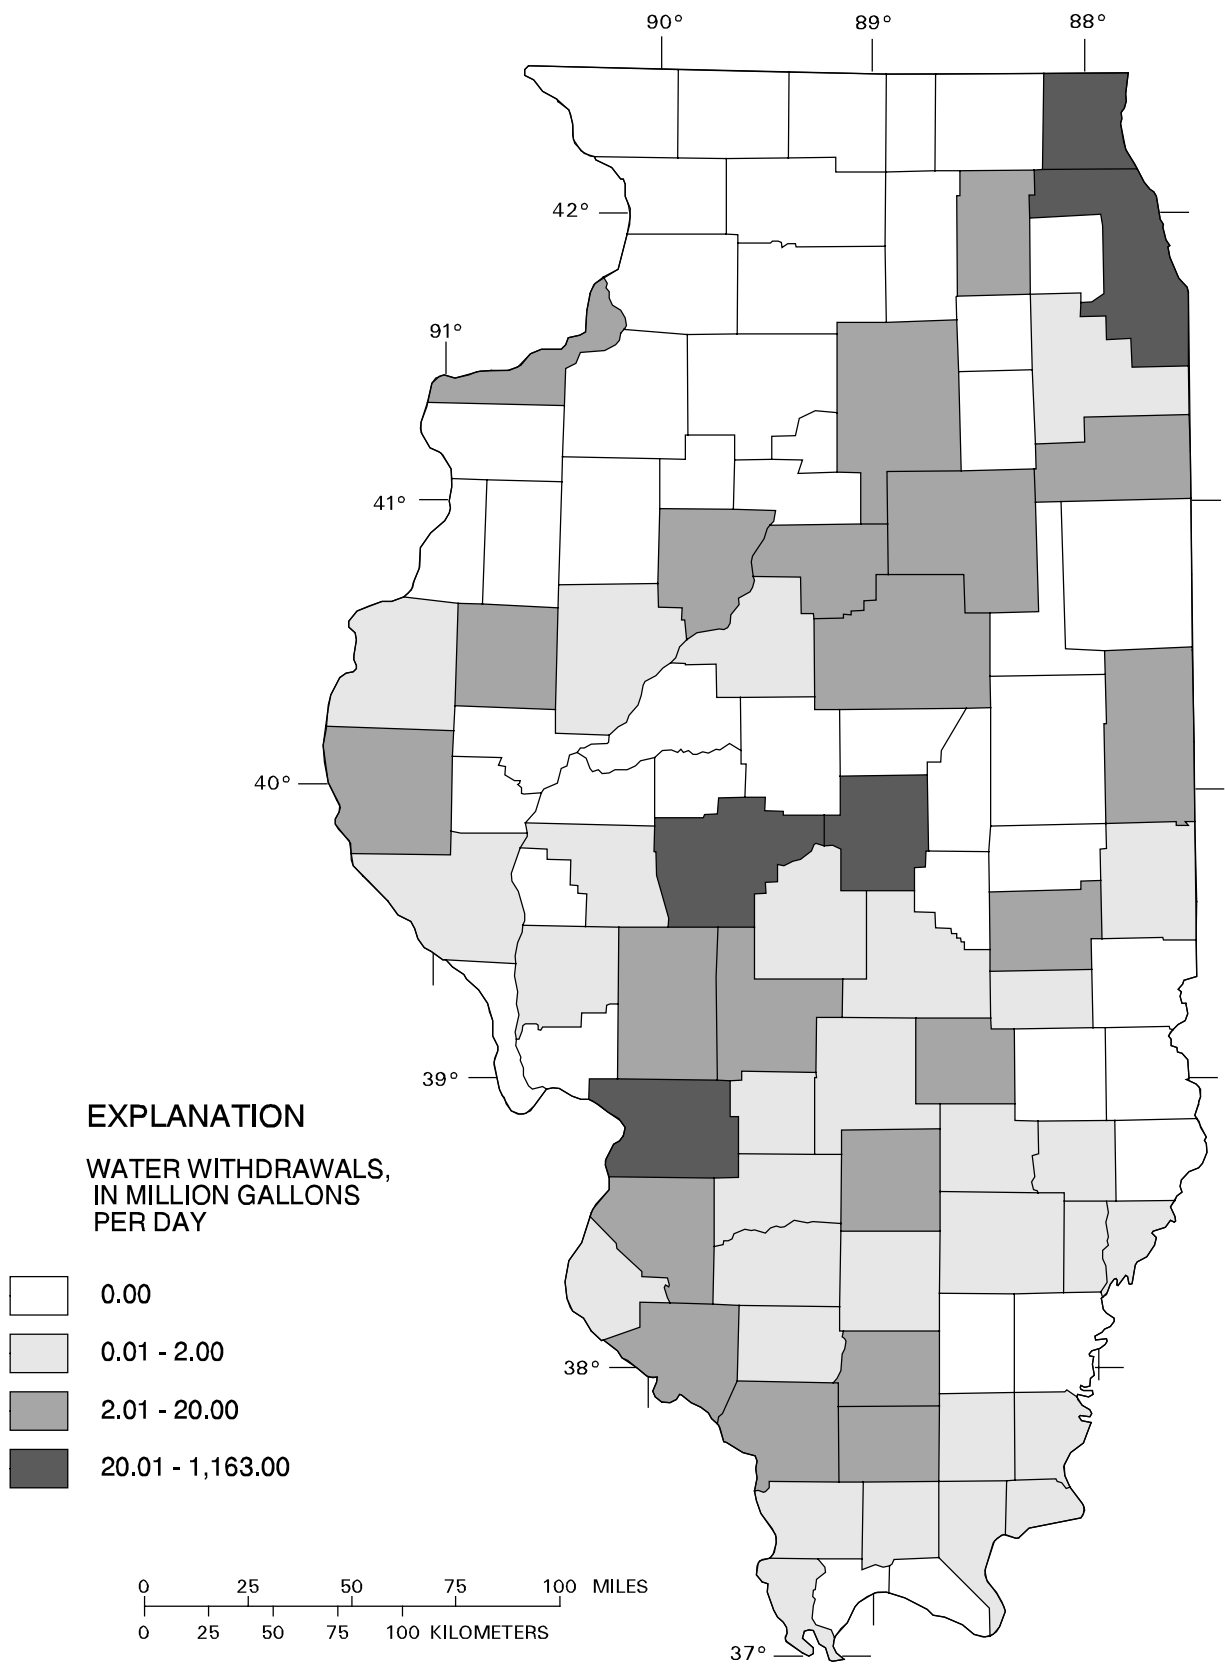 90°
89°
88°
42°
91°
41°
40°
39°
EXPLANATION
WATER WITHDRAWALS,
IN MILLION GALLONS
PER DAY
0.00
0.01 - 2.00
2.01 - 20.00
20.01 - 1,163.00
38°
0 25 50 75 100 MILES
0 25 50 75 100 KILOMETERS
37°